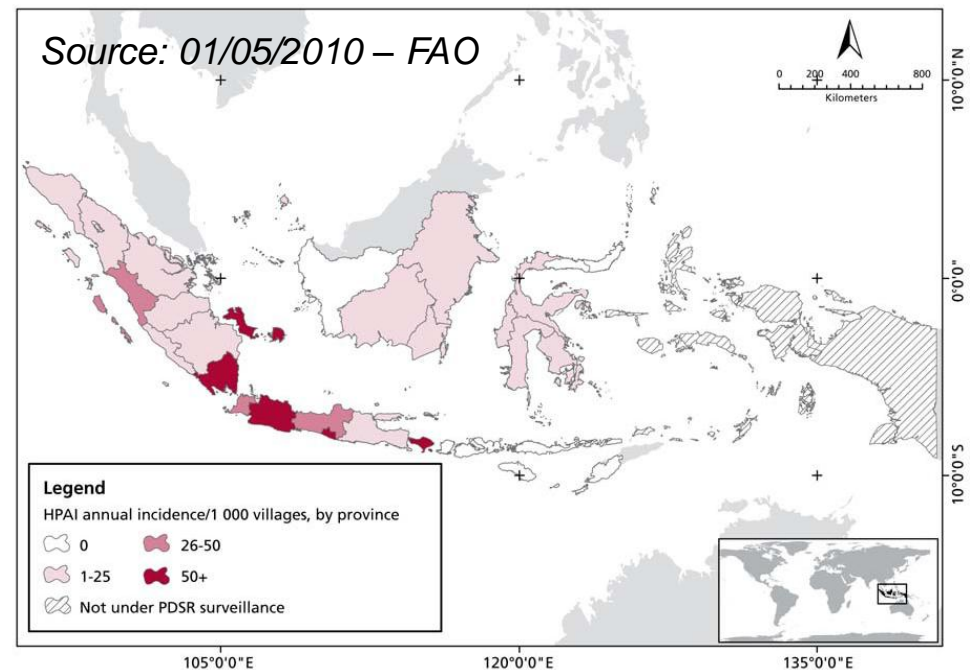 Source: 01/05/2010 – FAO
0 200 400 800
Kilometers
10°0'0"N
0°0'0"
10°0'0"S
Legend
HPAI annual incidence/1 000 villages, by province
0 26-50
1-25 50+
Not under PDSR surveillance
105°0'0"E 120°0'0"E 135°0'0"E